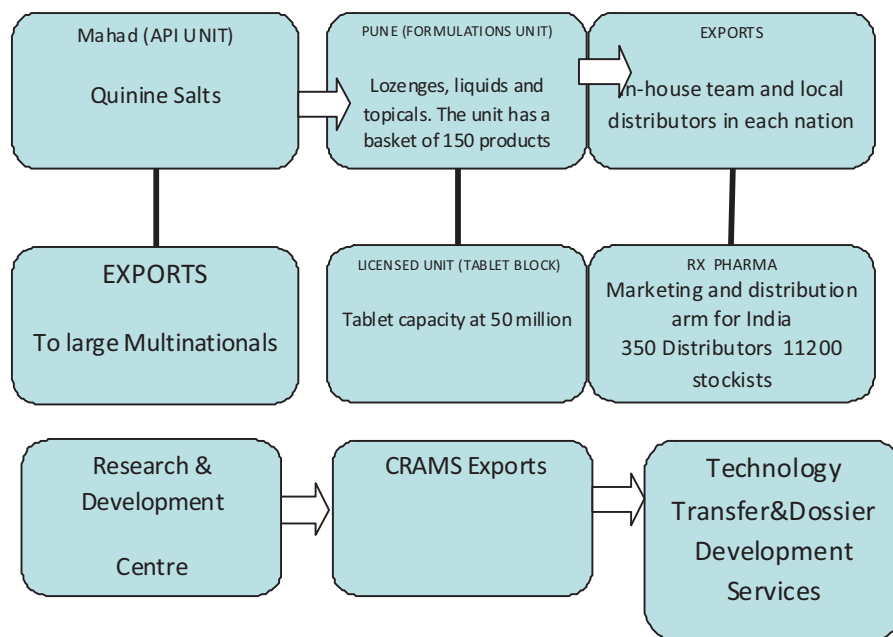 Mahad (API UNIT)
Quinine Salts
PUNE (FORMULATIONS UNIT)
Lozenges, liquids and
topicals. The unit has a
basket of 150 products
EXPORTS
n-house team and local
distributors in each nation
EXPORTS
To large Multinationals
LICENSED UNIT (TABLET BLOCK)
Tablet capacity at 50 million
RX PHARMA
Marketing and distribution
arm for India
350 Distributors 11200
stockists
Research &
Development
Centre
CRAMS Exports
Technology
Transfer&Dossier
Development
Services